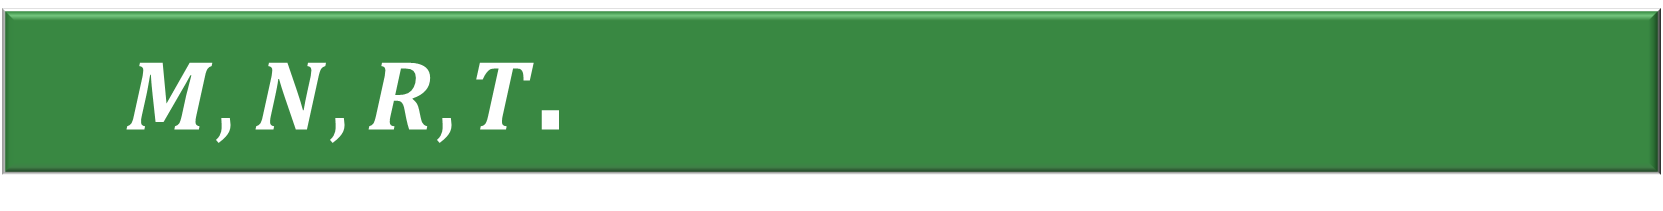 M, N, R, T.